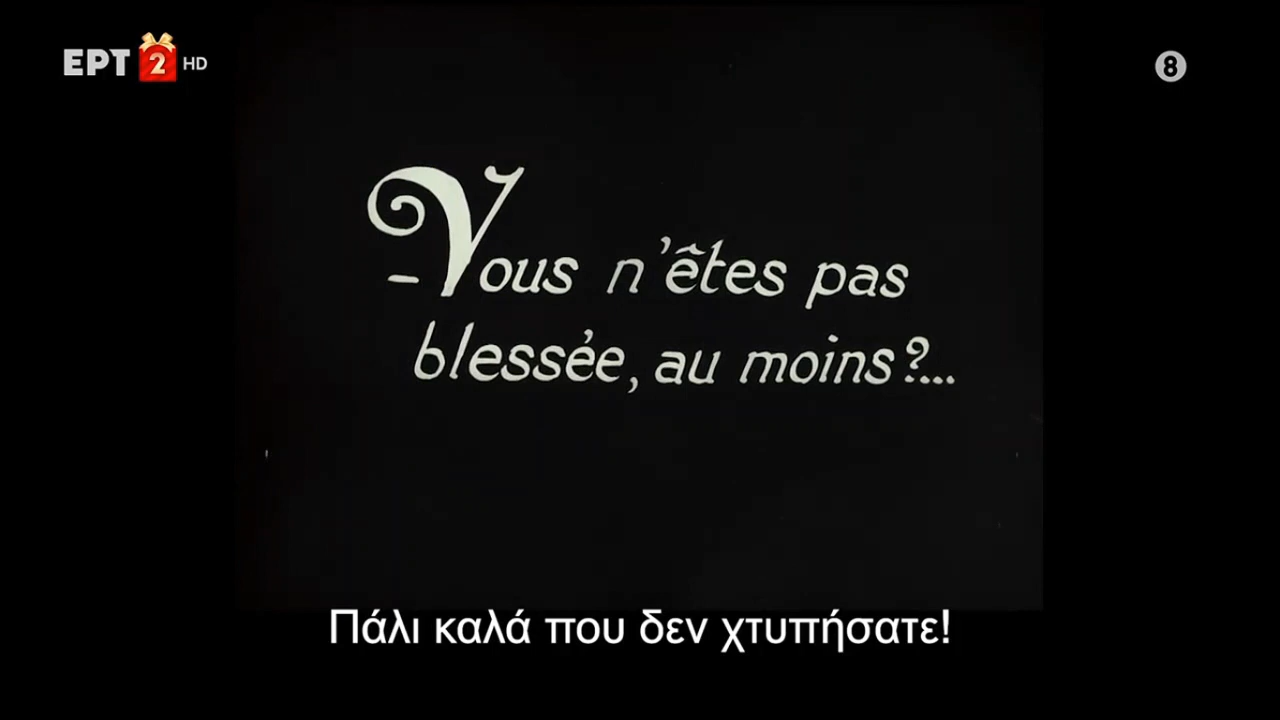 ΕΡΤ 2 HD
8
-Vous n'êtes pas
blessée, au moins?...
Πάλι καλά που δεν χτυπήσατε!